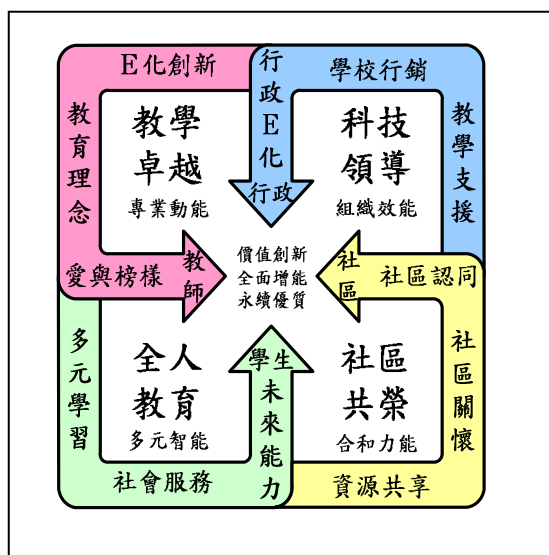 E化創新
教育理念
教學
卓越
專業動能
愛與榜樣
教師
行政E化
行政
學校行銷
教學支援
科技
領導
組織效能
價值創新
全面增能
永續優質
社區
社區認同
社區關懷
社區
共榮
合和力能
資源共享
多元學習
全人
教育
多元智能
社會服務
學生
未來能力